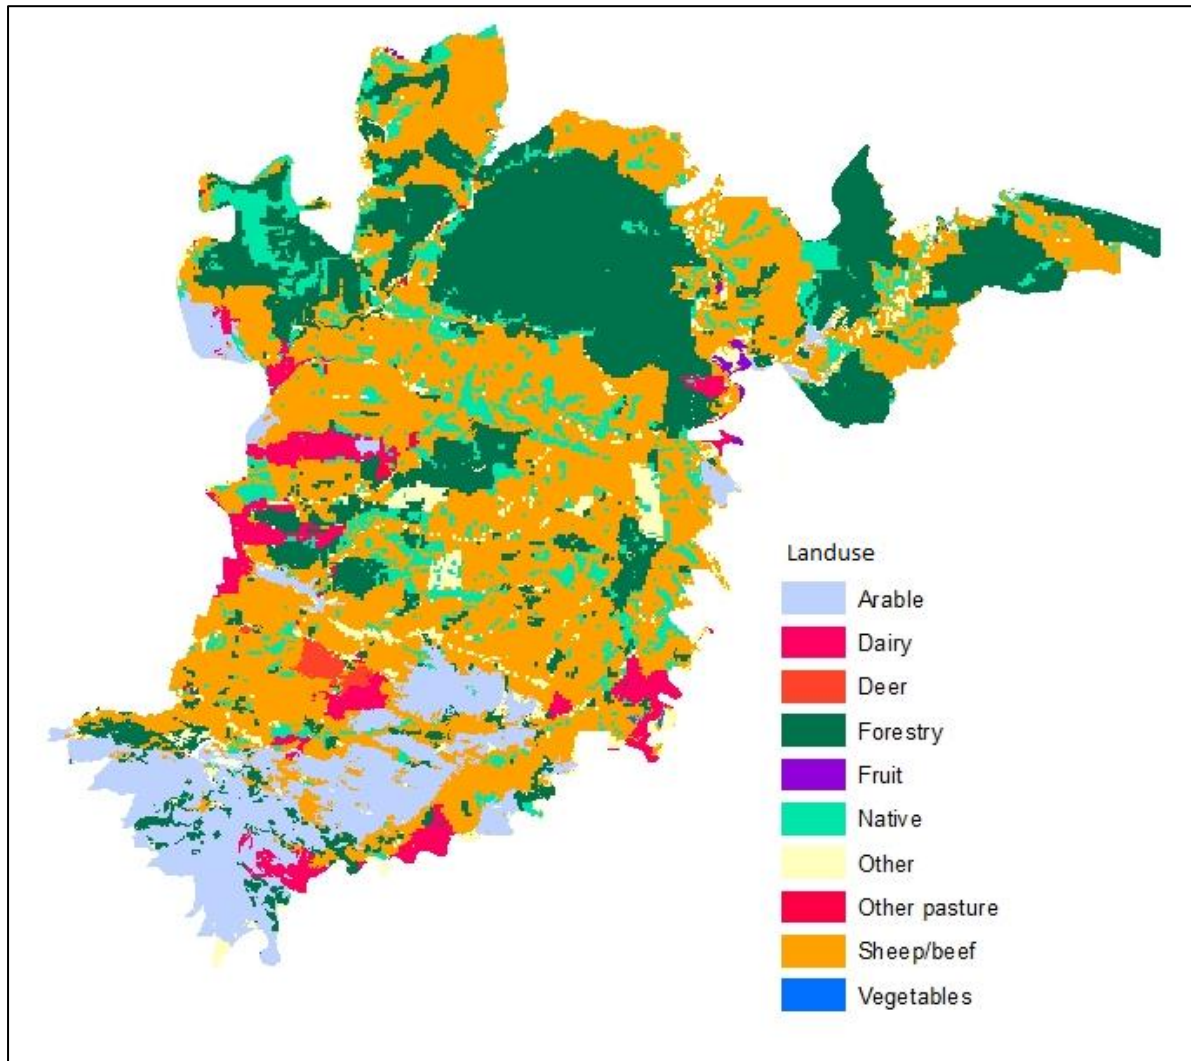 Landuse
Arable
Dairy
Deer
Forestry
Fruit
Native
Other
Other pasture
Sheep/beef
Vegetables